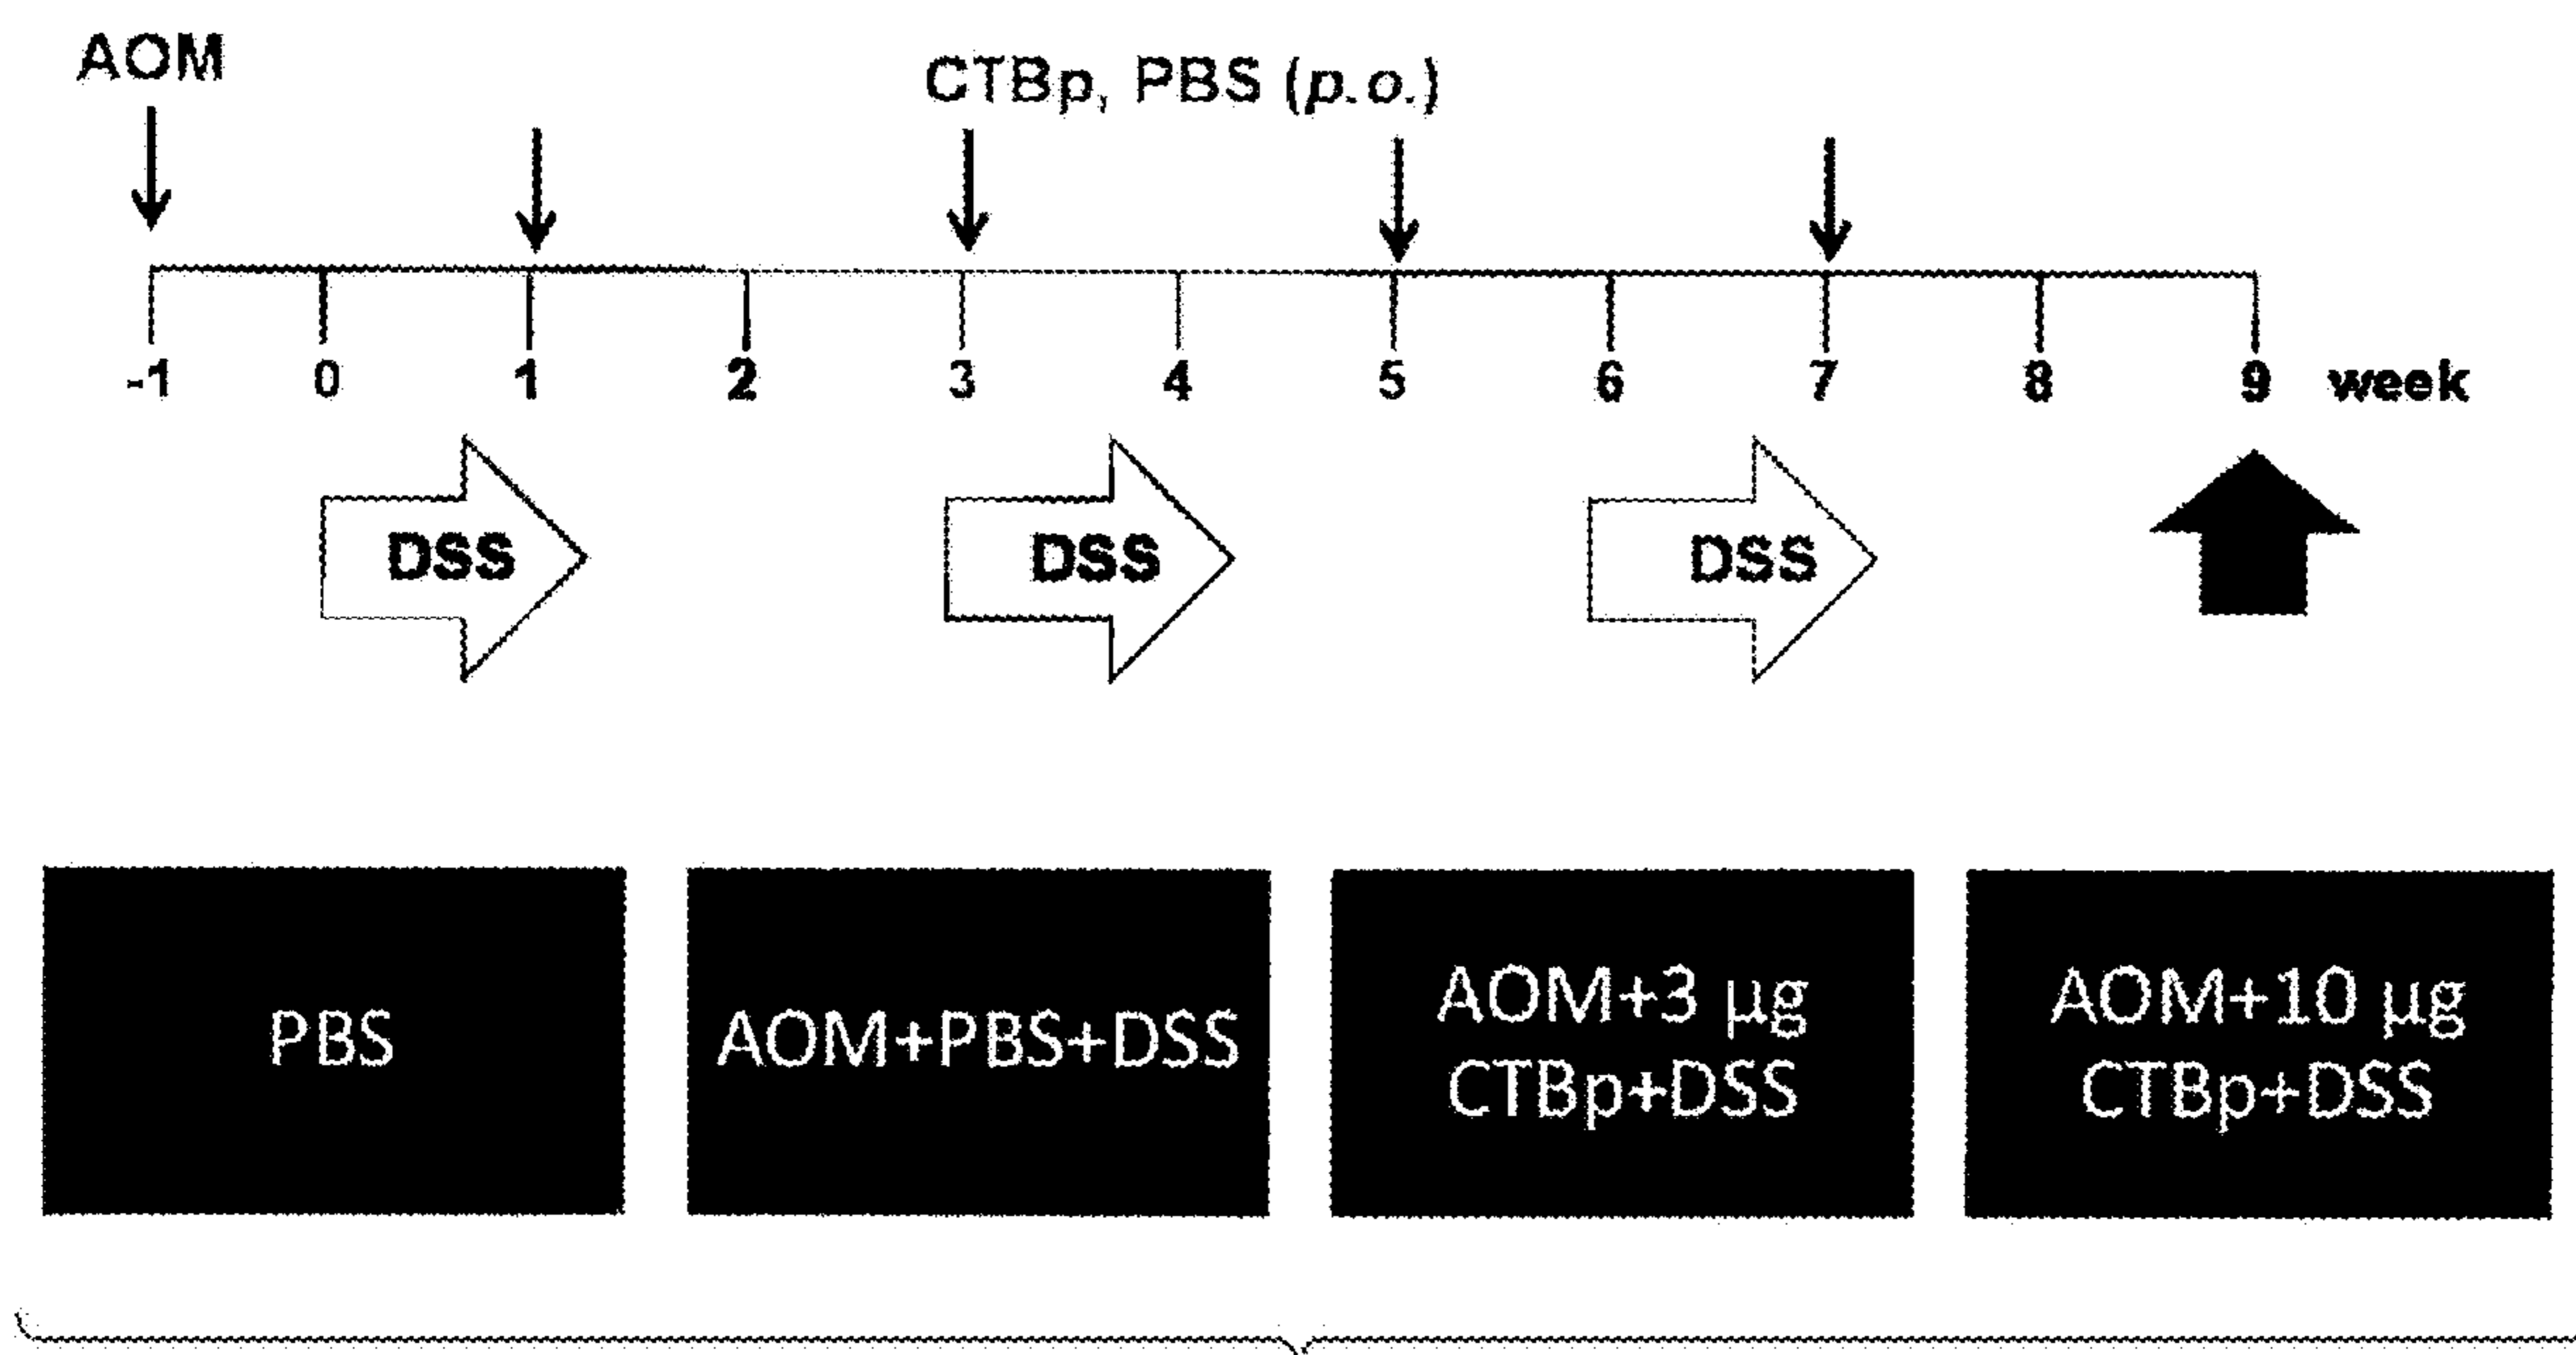 AOM
CTBp, PBS (p.o.)
-1 0 1 2 3 4 5 6 7 8 9 week
DSS DSS DSS
PBS
AOM+PBS+DSS
AOM+3 µg
CTBp+DSS
AOM+10 µg
CTBp+DSS